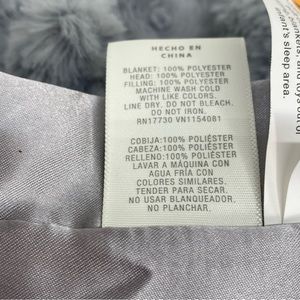 HECHO EN
CHINA
BLANKET: 100% POLYESTER
HEAD: 100% POLYESTER
FILLING: 100% POLYESTER
MACHINE WASH COLD
WITH LIKE COLORS.
LINE DRY. DO NOT BLEACH.
DO NOT IRON.
RN17730 VN1154081
COBIJA:100% POLIÉSTER
CABEZA:100% POLIÉSTER
RELLENO:100% POLIÉSTER
LAVAR A MÁQUINA CON
AGUA FRÍA CON
COLORES SIMILARES.
TENDER PARA SECAR.
NO USAR BLANQUEADOR.
NO PLANCHAR.
sleep area.